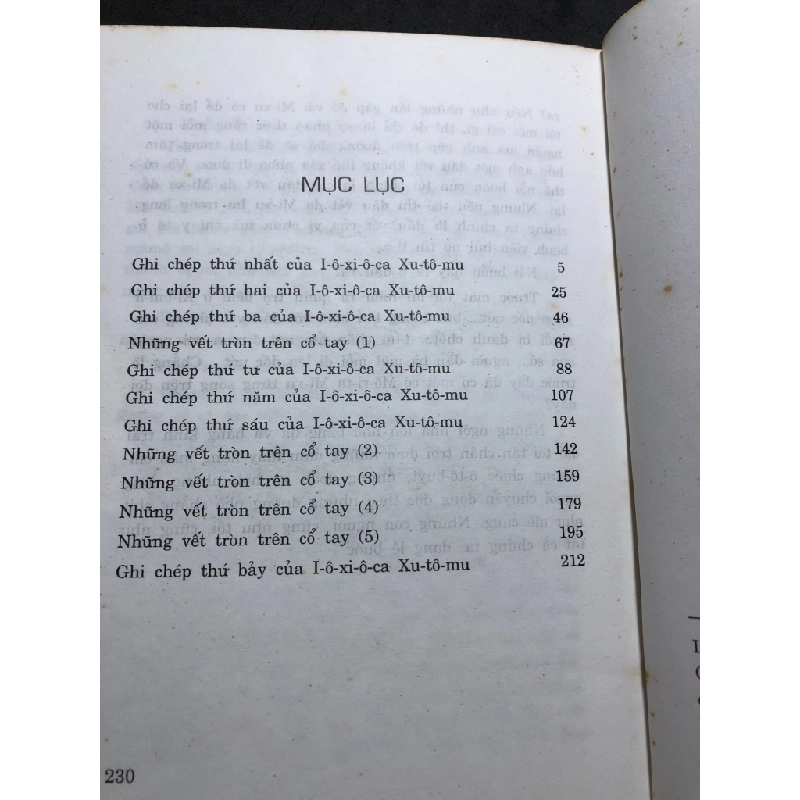 MỤC LỤC
Ghi chép thứ nhất của I-ô-xi-ô-ca Xu-tô-mu 5
Ghi chép thứ hai của I-ô-xi-ô-ca Xu-tô-mu 25
Ghi chép thứ ba của I-ô-xi-ô-ca Xu-tô-mu 46
Những vết tròn trên cổ tay (1) 67
Ghi chép thứ tư của I-ô-xi-ô-ca Xu-tô-mu 88
Ghi chép thứ năm của I-ô-xi-ô-ca Xu-tô-mu 107
Ghi chép thứ sáu của I-ô-xi-ô-ca Xu-tô-mu 124
Những vết tròn trên cổ tay (2) 142
Những vết tròn trên cổ tay (3) 159
Những vết tròn trên cổ tay (4) 179
Những vết tròn trên cổ tay (5) 195
Ghi chép thứ bảy của I-ô-xi-ô-ca Xu-tô-mu 212
230